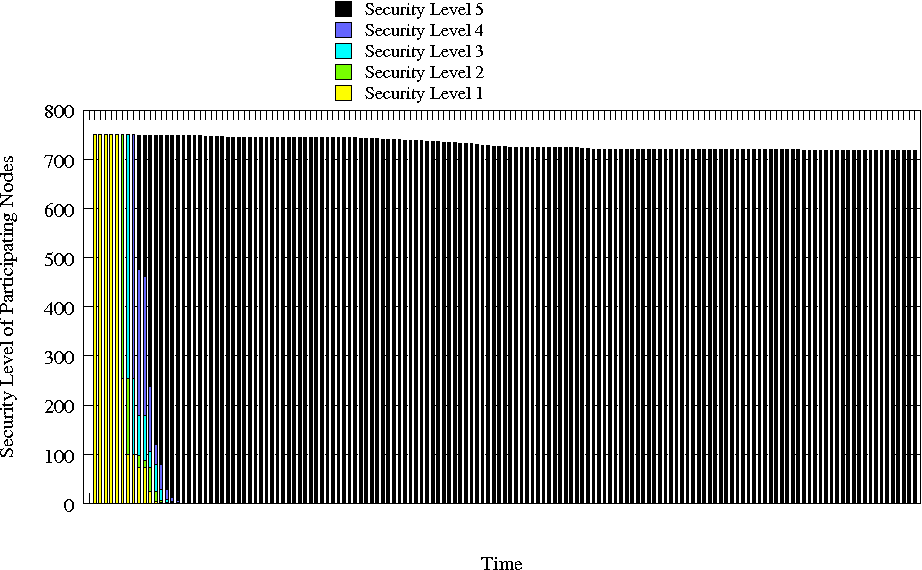 Security Level 5
Security Level 4
Security Level 3
Security Level 2
Security Level 1
800
700
600
500
400
300
200
100
0
Security Level of Participating Nodes
Time